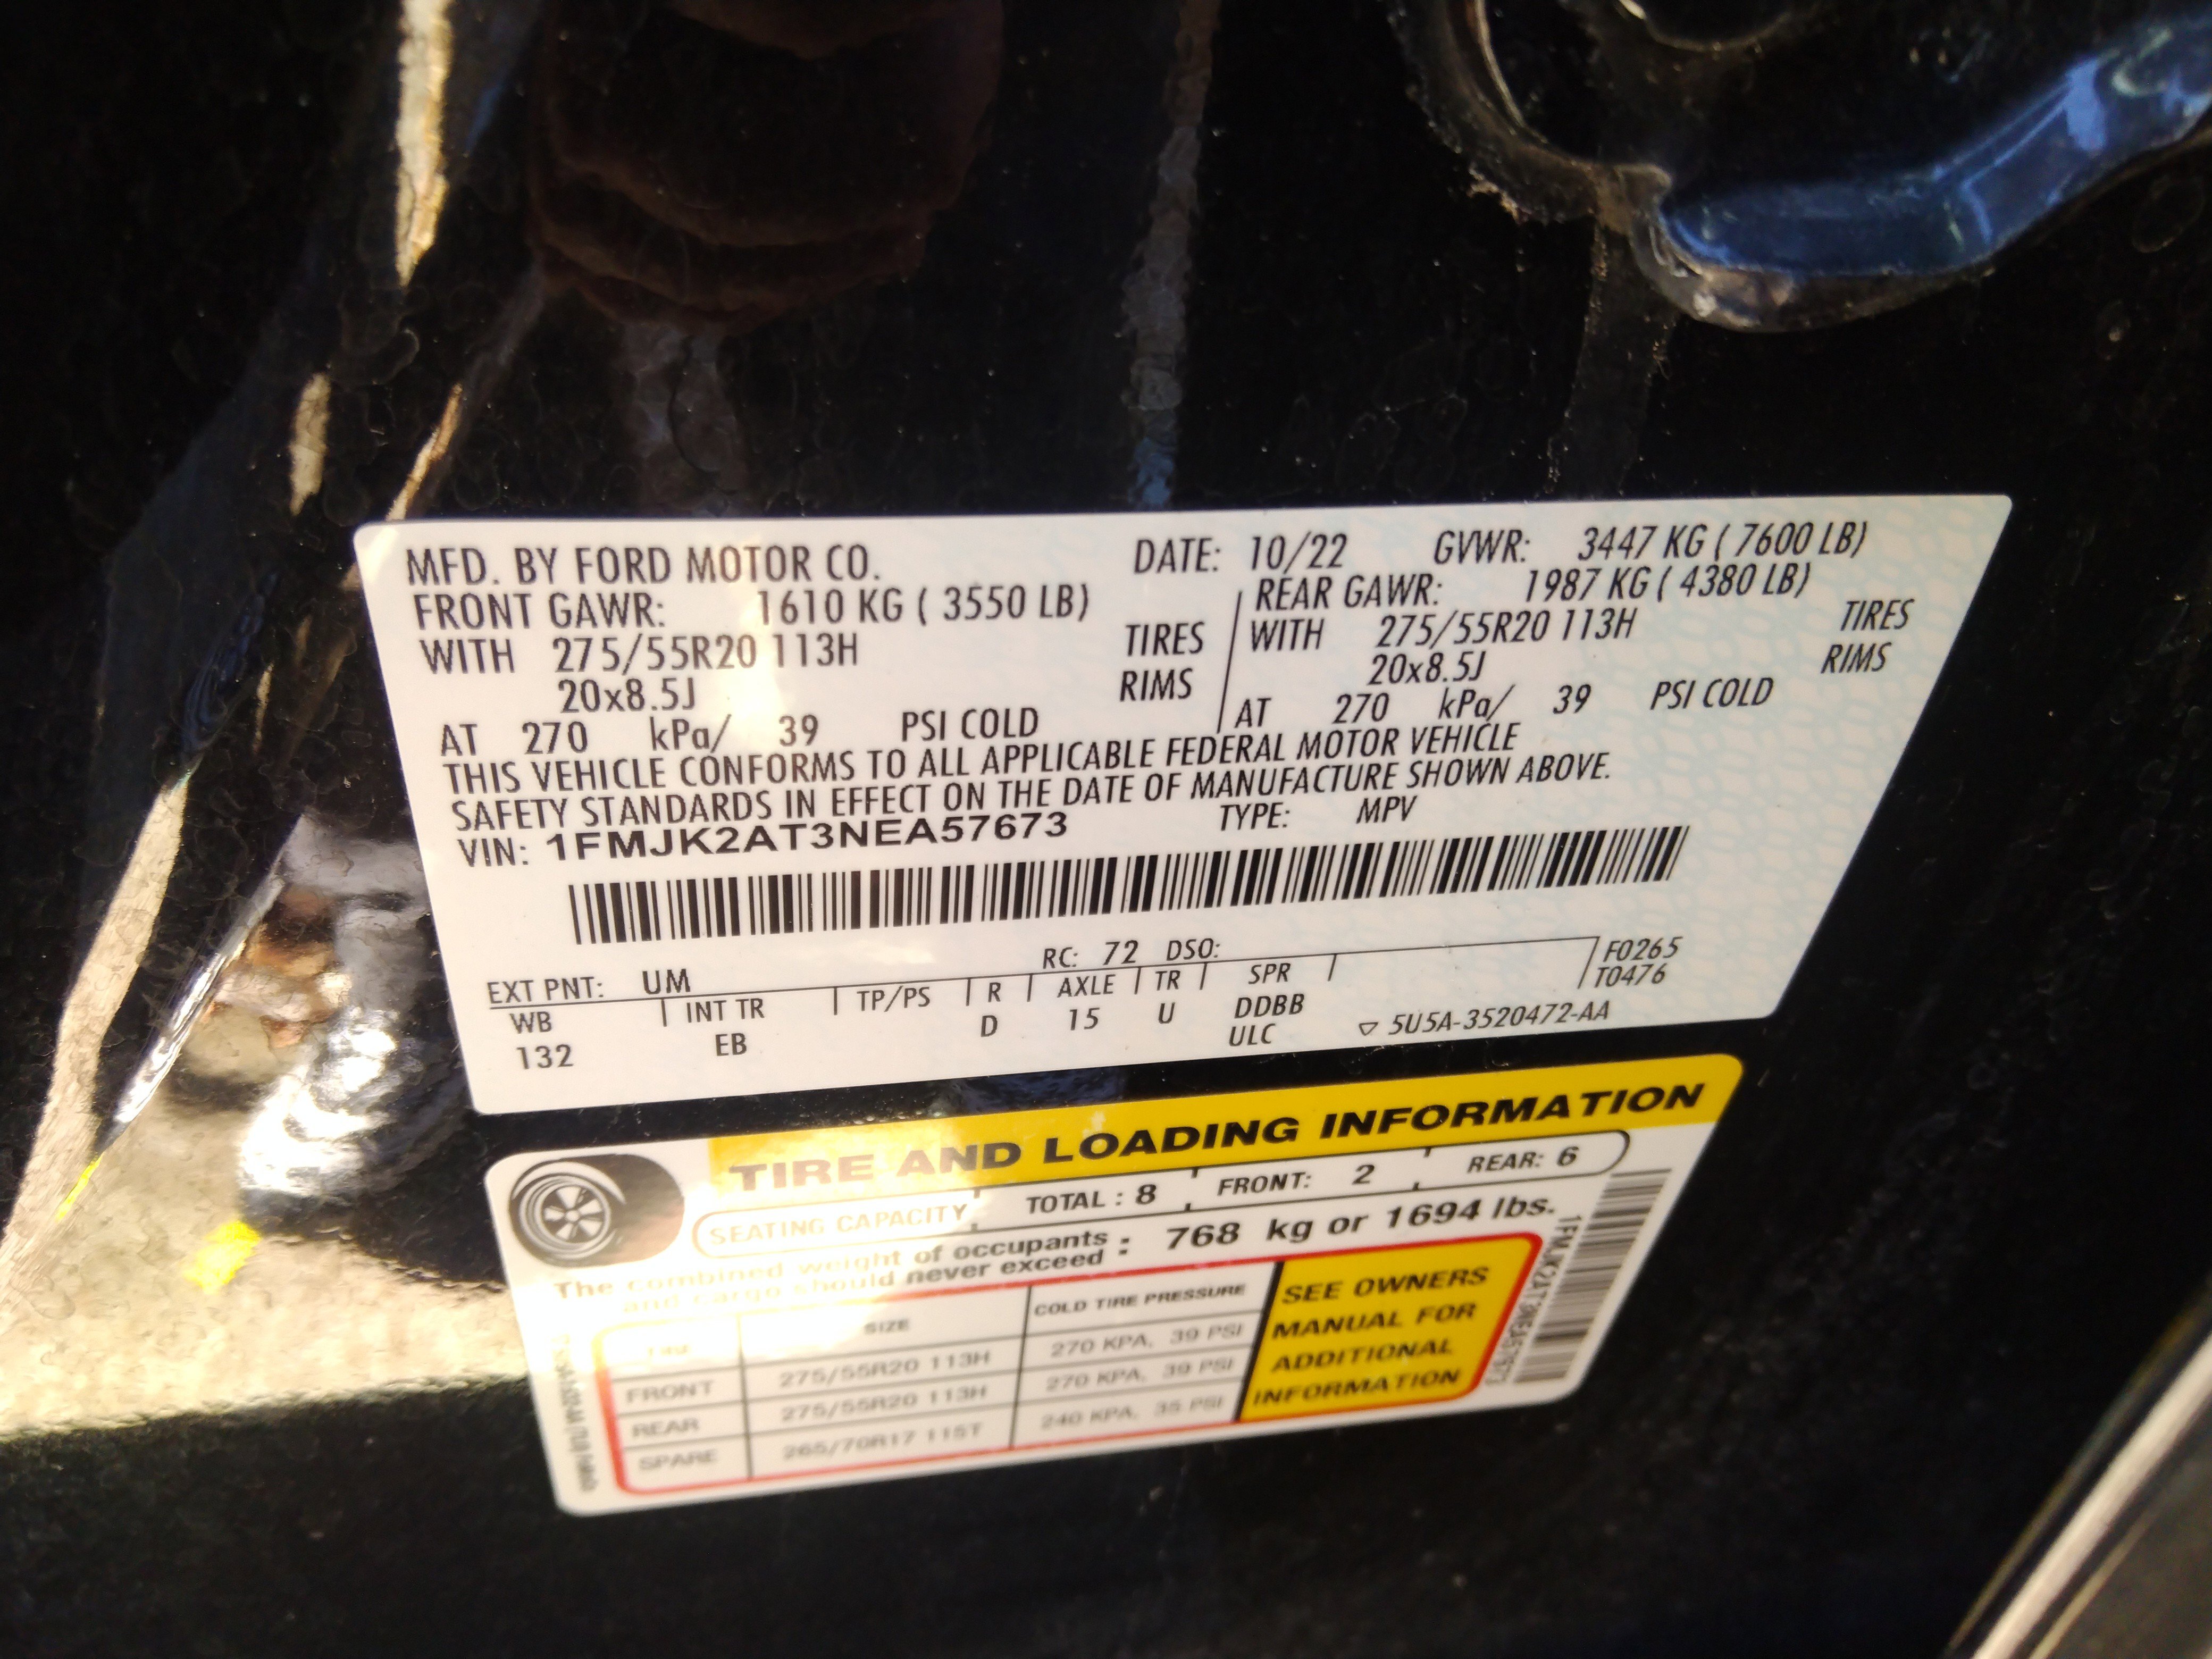 MFD. BY FORD MOTOR CO. DATE: 10/22 GVWR: 3447 KG ( 7600 LB)
FRONT GAWR: 1610 KG ( 3550 LB) REAR GAWR: 1987 KG ( 4380 LB)
WITH 275/55R20 113H TIRES WITH 275/55R20 113H TIRES
20x8.5J RIMS 20x8.5J RIMS
AT 270 kPa/ 39 PSI COLD AT 270 kPa/ 39 PSI COLD
THIS VEHICLE CONFORMS TO ALL APPLICABLE FEDERAL MOTOR VEHICLE
SAFETY STANDARDS IN EFFECT ON THE DATE OF MANUFACTURE SHOWN ABOVE.
VIN: 1FMJK2AT3NEA57673 TYPE: MPV
EXT PNT: UM RC: 72 DSO: F0265
WB INT TR TP/PS R AXLE TR SPR T0476
132 EB D 15 U DDBB
ULC 5U5A-3520472-AA
TIRE AND LOADING INFORMATION
SEATING CAPACITY TOTAL : 8 FRONT: 2 REAR: 6
The combined weight of occupants
and cargo should never exceed : 768 kg or 1694 lbs.
TIRE SIZE COLD TIRE PRESSURE
FRONT 275/55R20 113H 270 KPA, 39 PSI
REAR 275/55R20 113H 270 KPA, 39 PSI
SPARE 265/70R17 115T 240 KPA, 35 PSI
SEE OWNERS
MANUAL FOR
ADDITIONAL
INFORMATION
1FMJK2AT3NEA57673